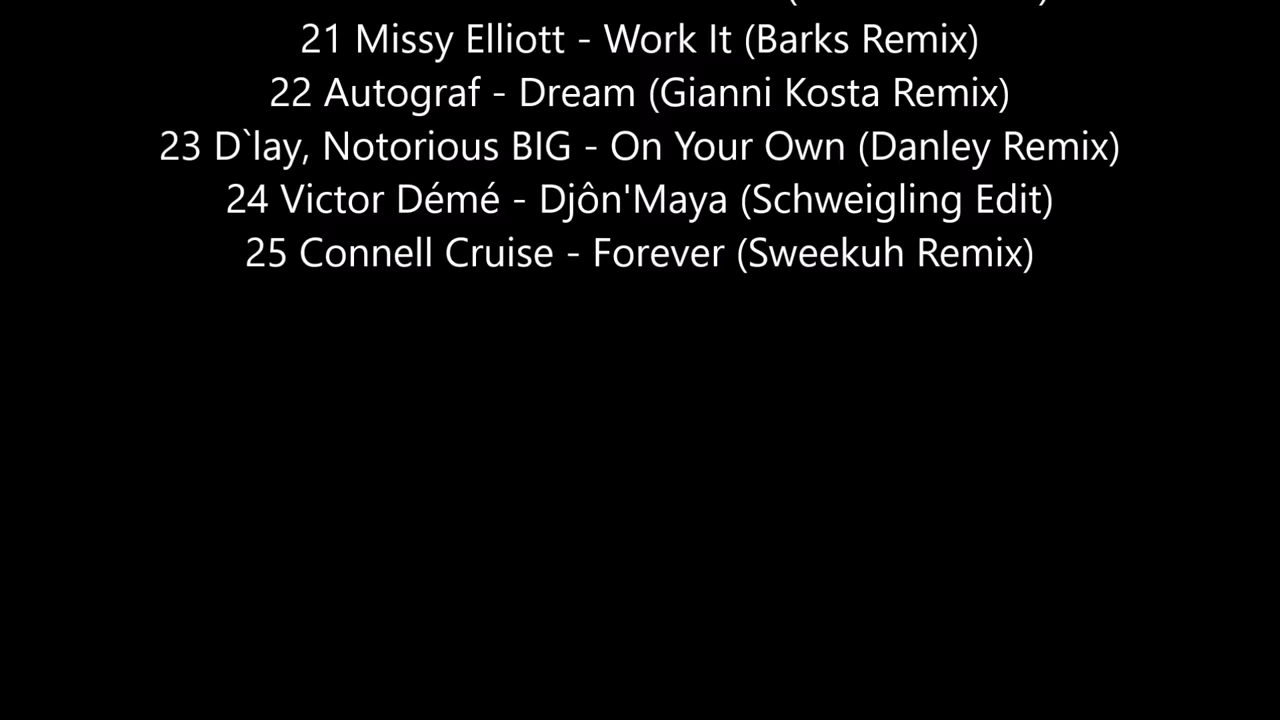 21 Missy Elliott - Work It (Barks Remix)
22 Autograf - Dream (Gianni Kosta Remix)
23 D`lay, Notorious BIG - On Your Own (Danley Remix)
24 Victor Démé - Djôn'Maya (Schweigling Edit)
25 Connell Cruise - Forever (Sweekuh Remix)